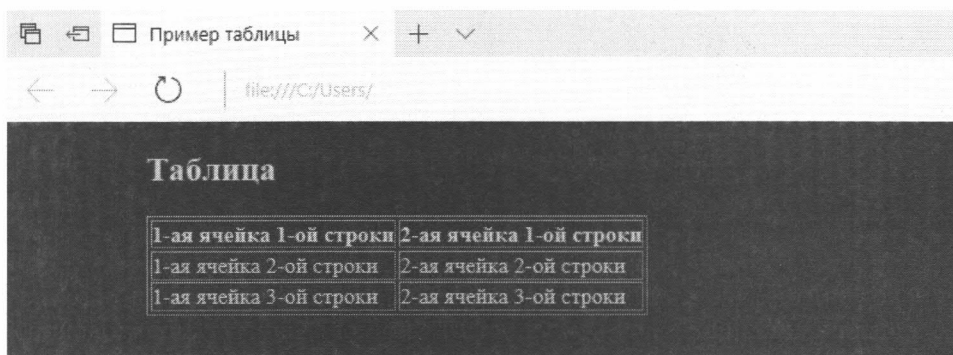 Пример таблицы
file:///C:/Users/
Таблица
1-ая ячейка 1-ой строки 2-ая ячейка 1-ой строки
1-ая ячейка 2-ой строки 2-ая ячейка 2-ой строки
1-ая ячейка 3-ой строки 2-ая ячейка 3-ой строки